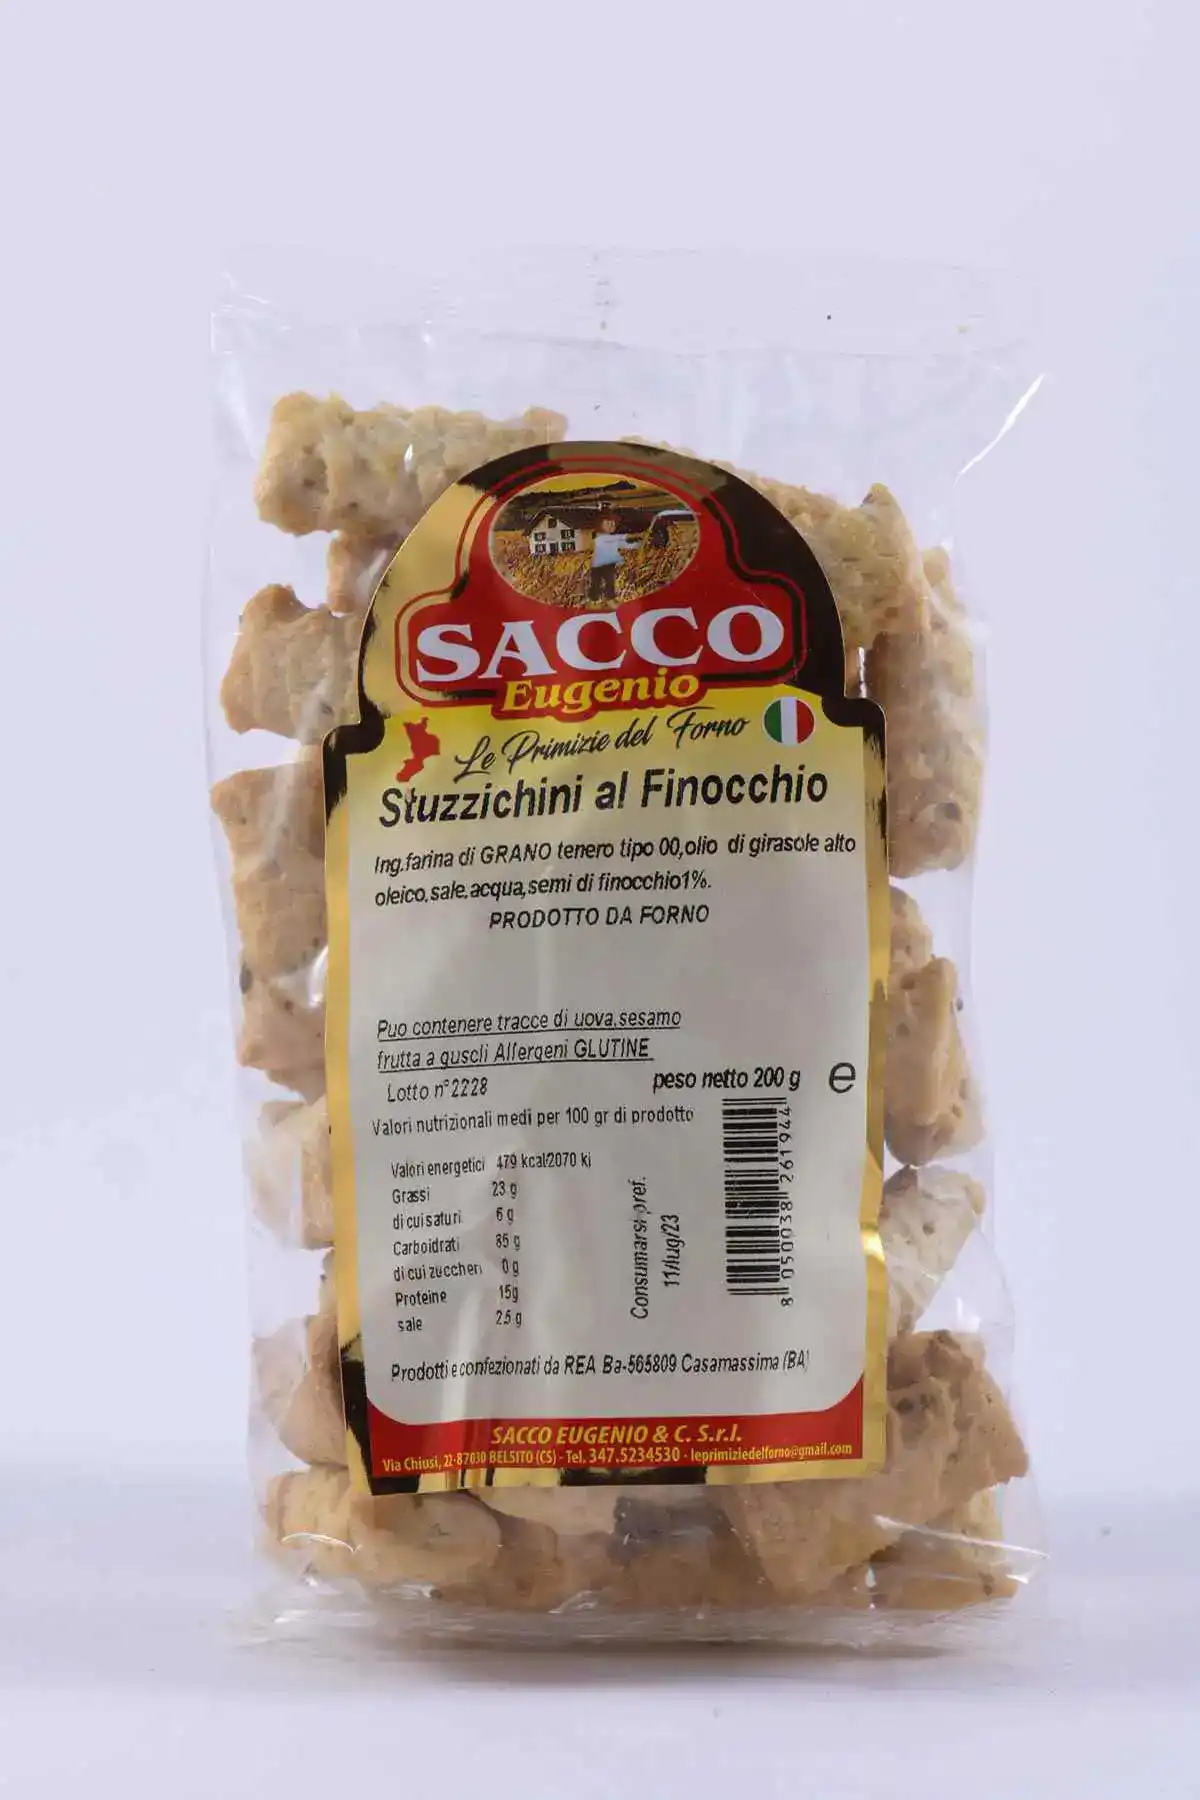 SACCO
Eugenio
Le Primizie del Forno
Stuzzichini al Finocchio
Ing.farina di GRANO tenero tipo 00,olio di girasole alto
oleico,sale,acqua,semi di finocchio1%.
PRODOTTO DA FORNO
Puo contenere tracce di uova,sesamo
frutta a gusci Allergeni GLUTINE
Lotto n°2228
peso netto 200 g e
Valori nutrizionali medi per 100 gr di prodotto
Valori energetici 479 kcal/2070 kj
Grassi 23 g
di cui saturi 6 g
Carboidrati 85 g
di cui zuccheri 0 g
Proteine 15g
sale 2.5 g
Consumarsi pref.
11/lug/23
8 050038 261944
Prodotti e confezionati da REA Ba-565809 Casamassima (BA)
SACCO EUGENIO & C. S.r.l.
Via Chiusi, 22-87030 BELSITO (CS) - Tel. 347.5234530 - leprimiziedelforno@gmail.com